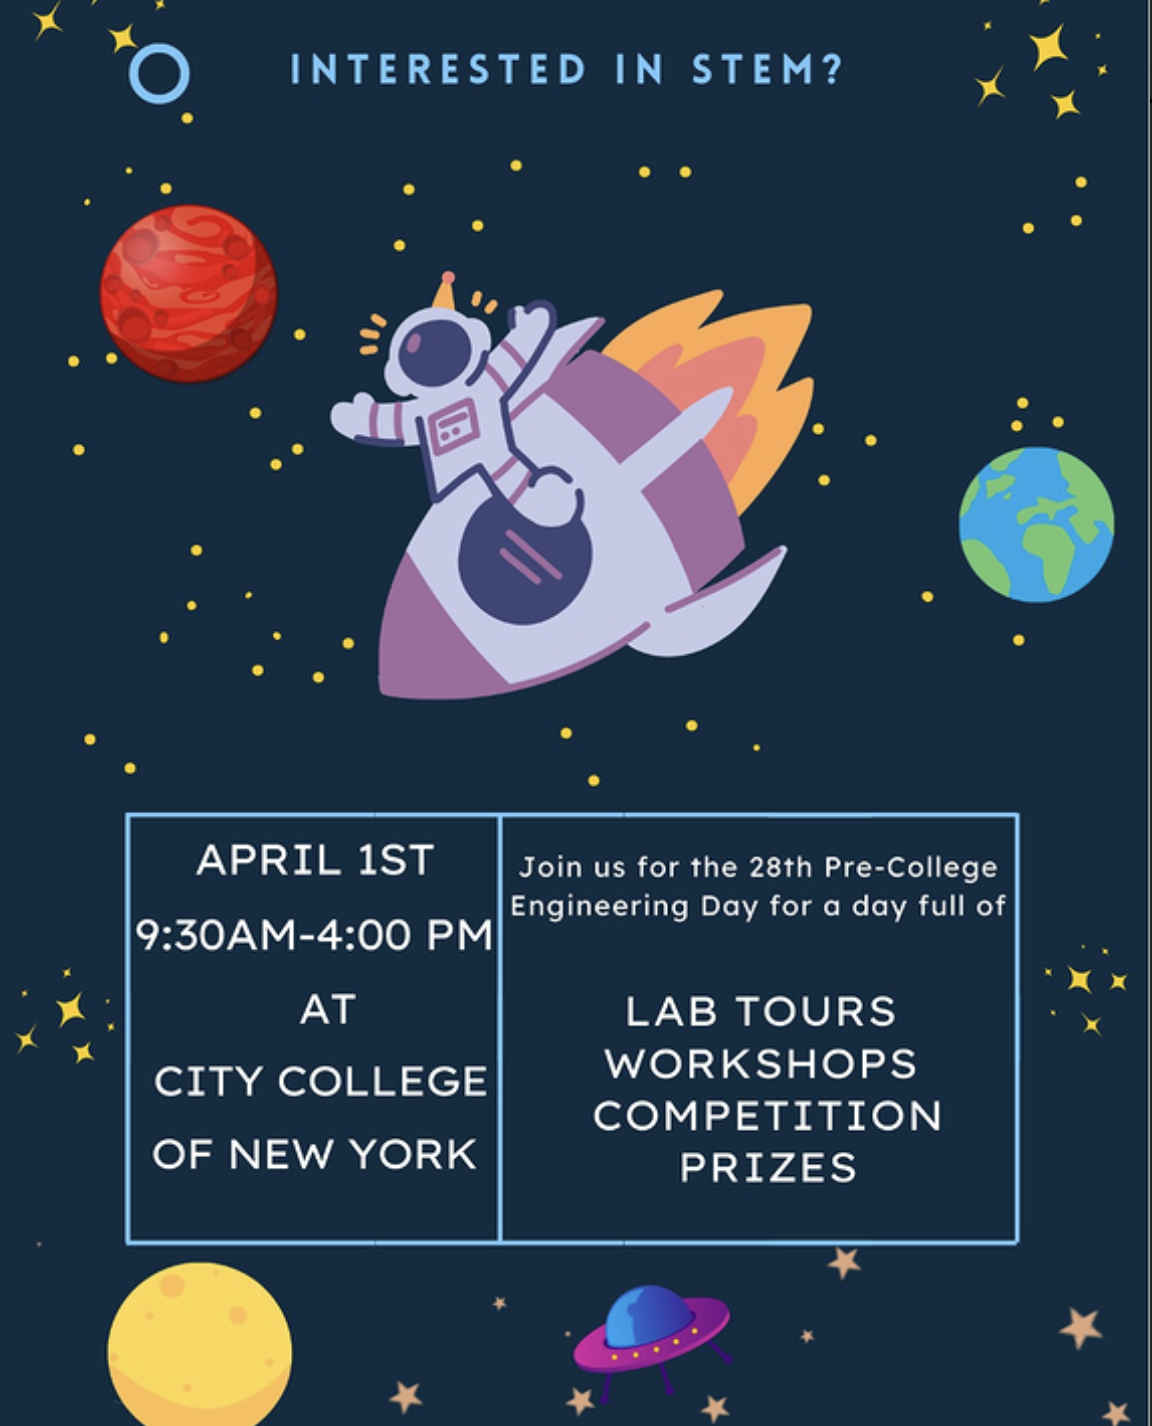 INTERESTED IN STEM?
APRIL 1ST
9:30AM-4:00 PM
AT
CITY COLLEGE
OF NEW YORK
Join us for the 28th Pre-College
Engineering Day for a day full of
LAB TOURS
WORKSHOPS
COMPETITION
PRIZES